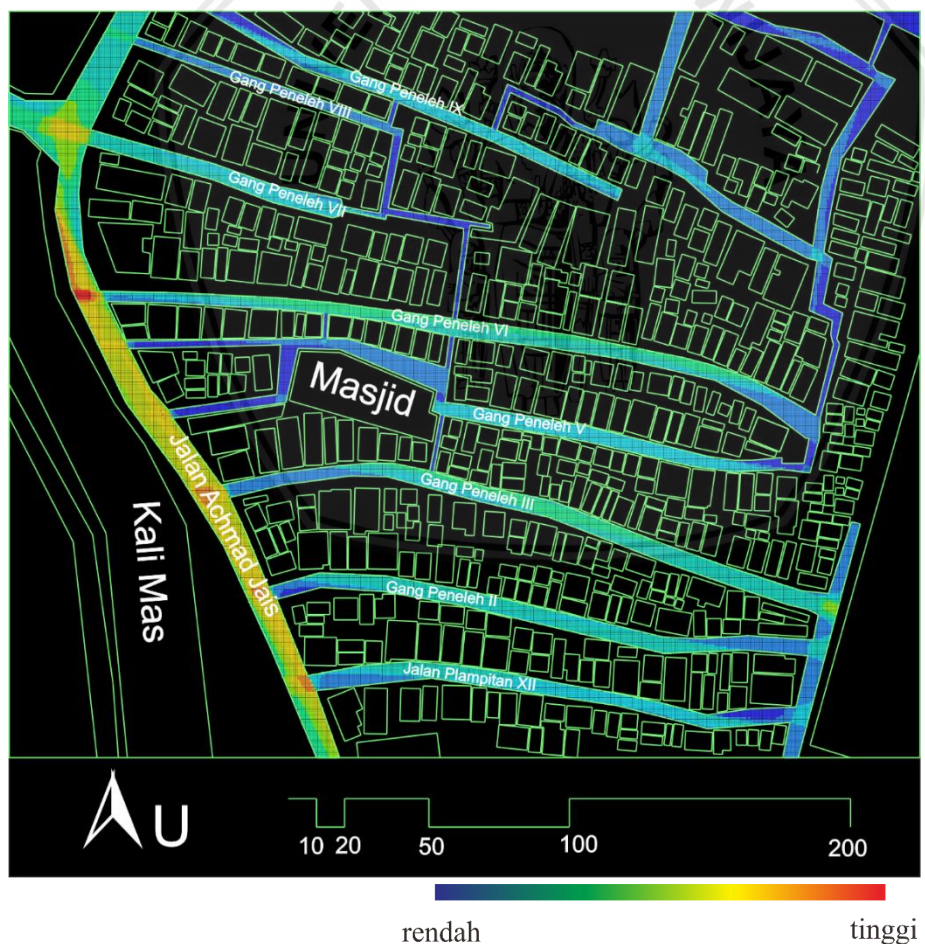 Gang Peneleh IX
Gang Peneleh VIII
Gang Peneleh VII
Gang Peneleh VI
Masjid
Gang Peneleh V
Jalan Achmad Jais
Gang Peneleh III
Kali Mas
Gang Peneleh II
Jalan Plampitan XII
U
10 20 50 100 200
rendah tinggi